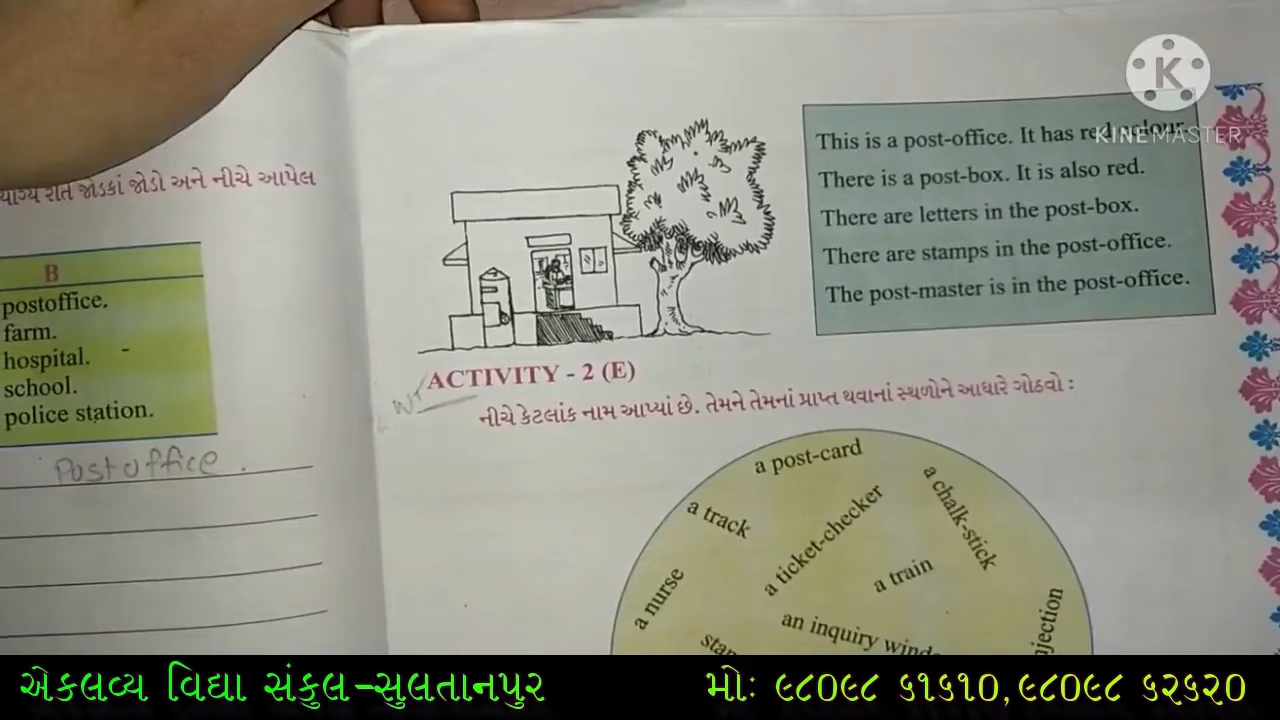 યોગ્ય રીતે જોડકાં જોડો અને નીચે આપેલ
B
postoffice.
farm.
hospital.
school.
police station.
Postoffice.
This is a post-office. It has red colour.
There is a post-box. It is also red.
There are letters in the post-box.
There are stamps in the post-office.
The post-master is in the post-office.
KINEMASTER
ACTIVITY - 2 (E)
નીચે કેટલાંક નામ આપ્યાં છે. તેમને તેમનાં પ્રાપ્ત થવાનાં સ્થળોને આધારે ગોઠવો :
a post-card
a chalk-stick
a track
a ticket-checker
a train
a nurse
an inquiry
એકલવ્ય વિદ્યા સંકુલ-સુલતાનપુર
મોઃ ૯૮૦૯૮ ૬૧૬૧૦,૯૮૦૯૮ ૬૨૬૨૦